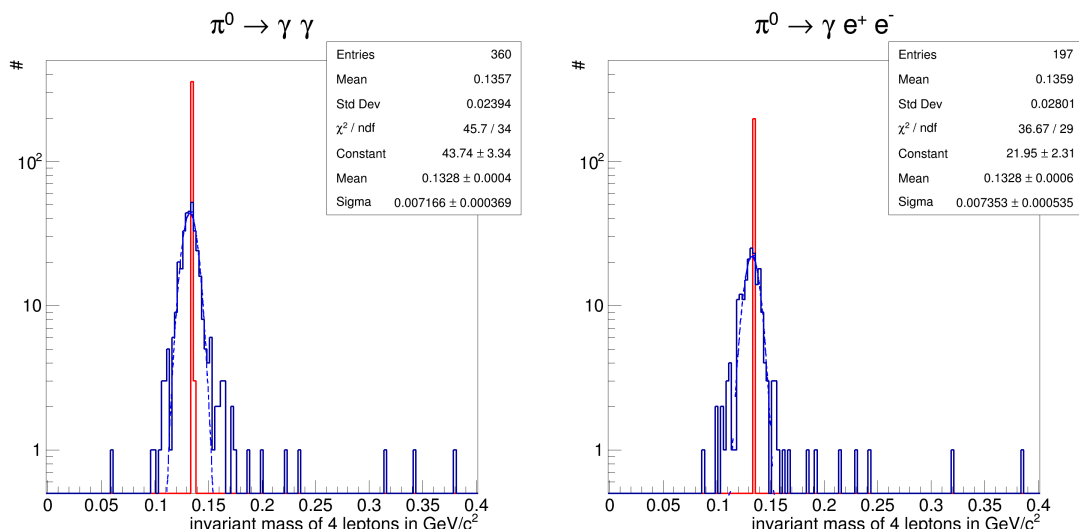 π⁰ → γ γ
#
Entries 360
Mean 0.1357
Std Dev 0.02394
χ² / ndf 45.7 / 34
Constant 43.74 ± 3.34
Mean 0.1328 ± 0.0004
Sigma 0.007166 ± 0.000369
10²
10
1
0 0.05 0.1 0.15 0.2 0.25 0.3 0.35 0.4
invariant mass of 4 leptons in GeV/c²
π⁰ → γ e⁺ e⁻
#
Entries 197
Mean 0.1359
Std Dev 0.02801
χ² / ndf 36.67 / 29
Constant 21.95 ± 2.31
Mean 0.1328 ± 0.0006
Sigma 0.007353 ± 0.000535
10²
10
1
0 0.05 0.1 0.15 0.2 0.25 0.3 0.35 0.4
invariant mass of 4 leptons in GeV/c²